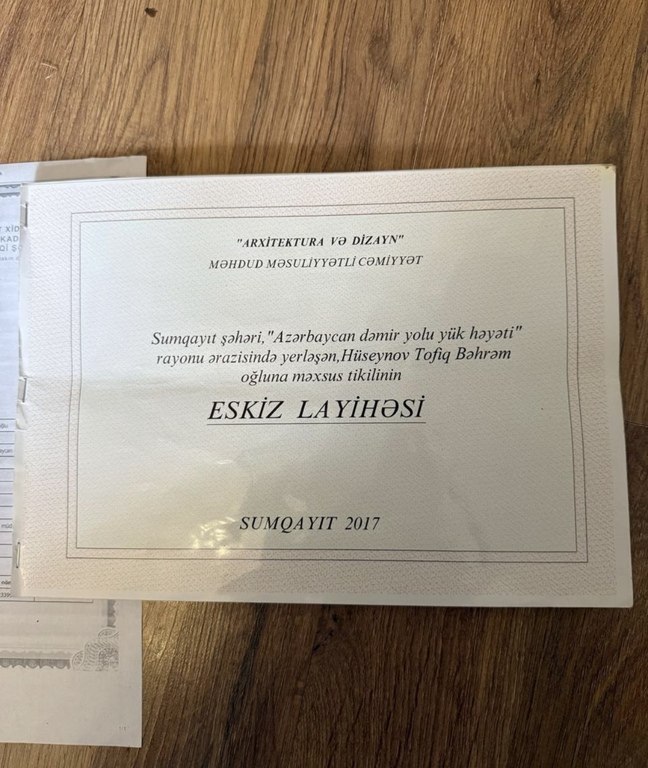 "ARXİTEKTURA VƏ DİZAYN"
MƏHDUD MƏSULİYYƏTLİ CƏMİYYƏT
Sumqayıt şəhəri,"Azərbaycan dəmir yolu yük həyəti"
rayonu ərazisində yerləşən,Hüseynov Tofiq Bəhrəm
oğluna məxsus tikilinin
ESKİZ LAYİHƏSİ
SUMQAYIT 2017